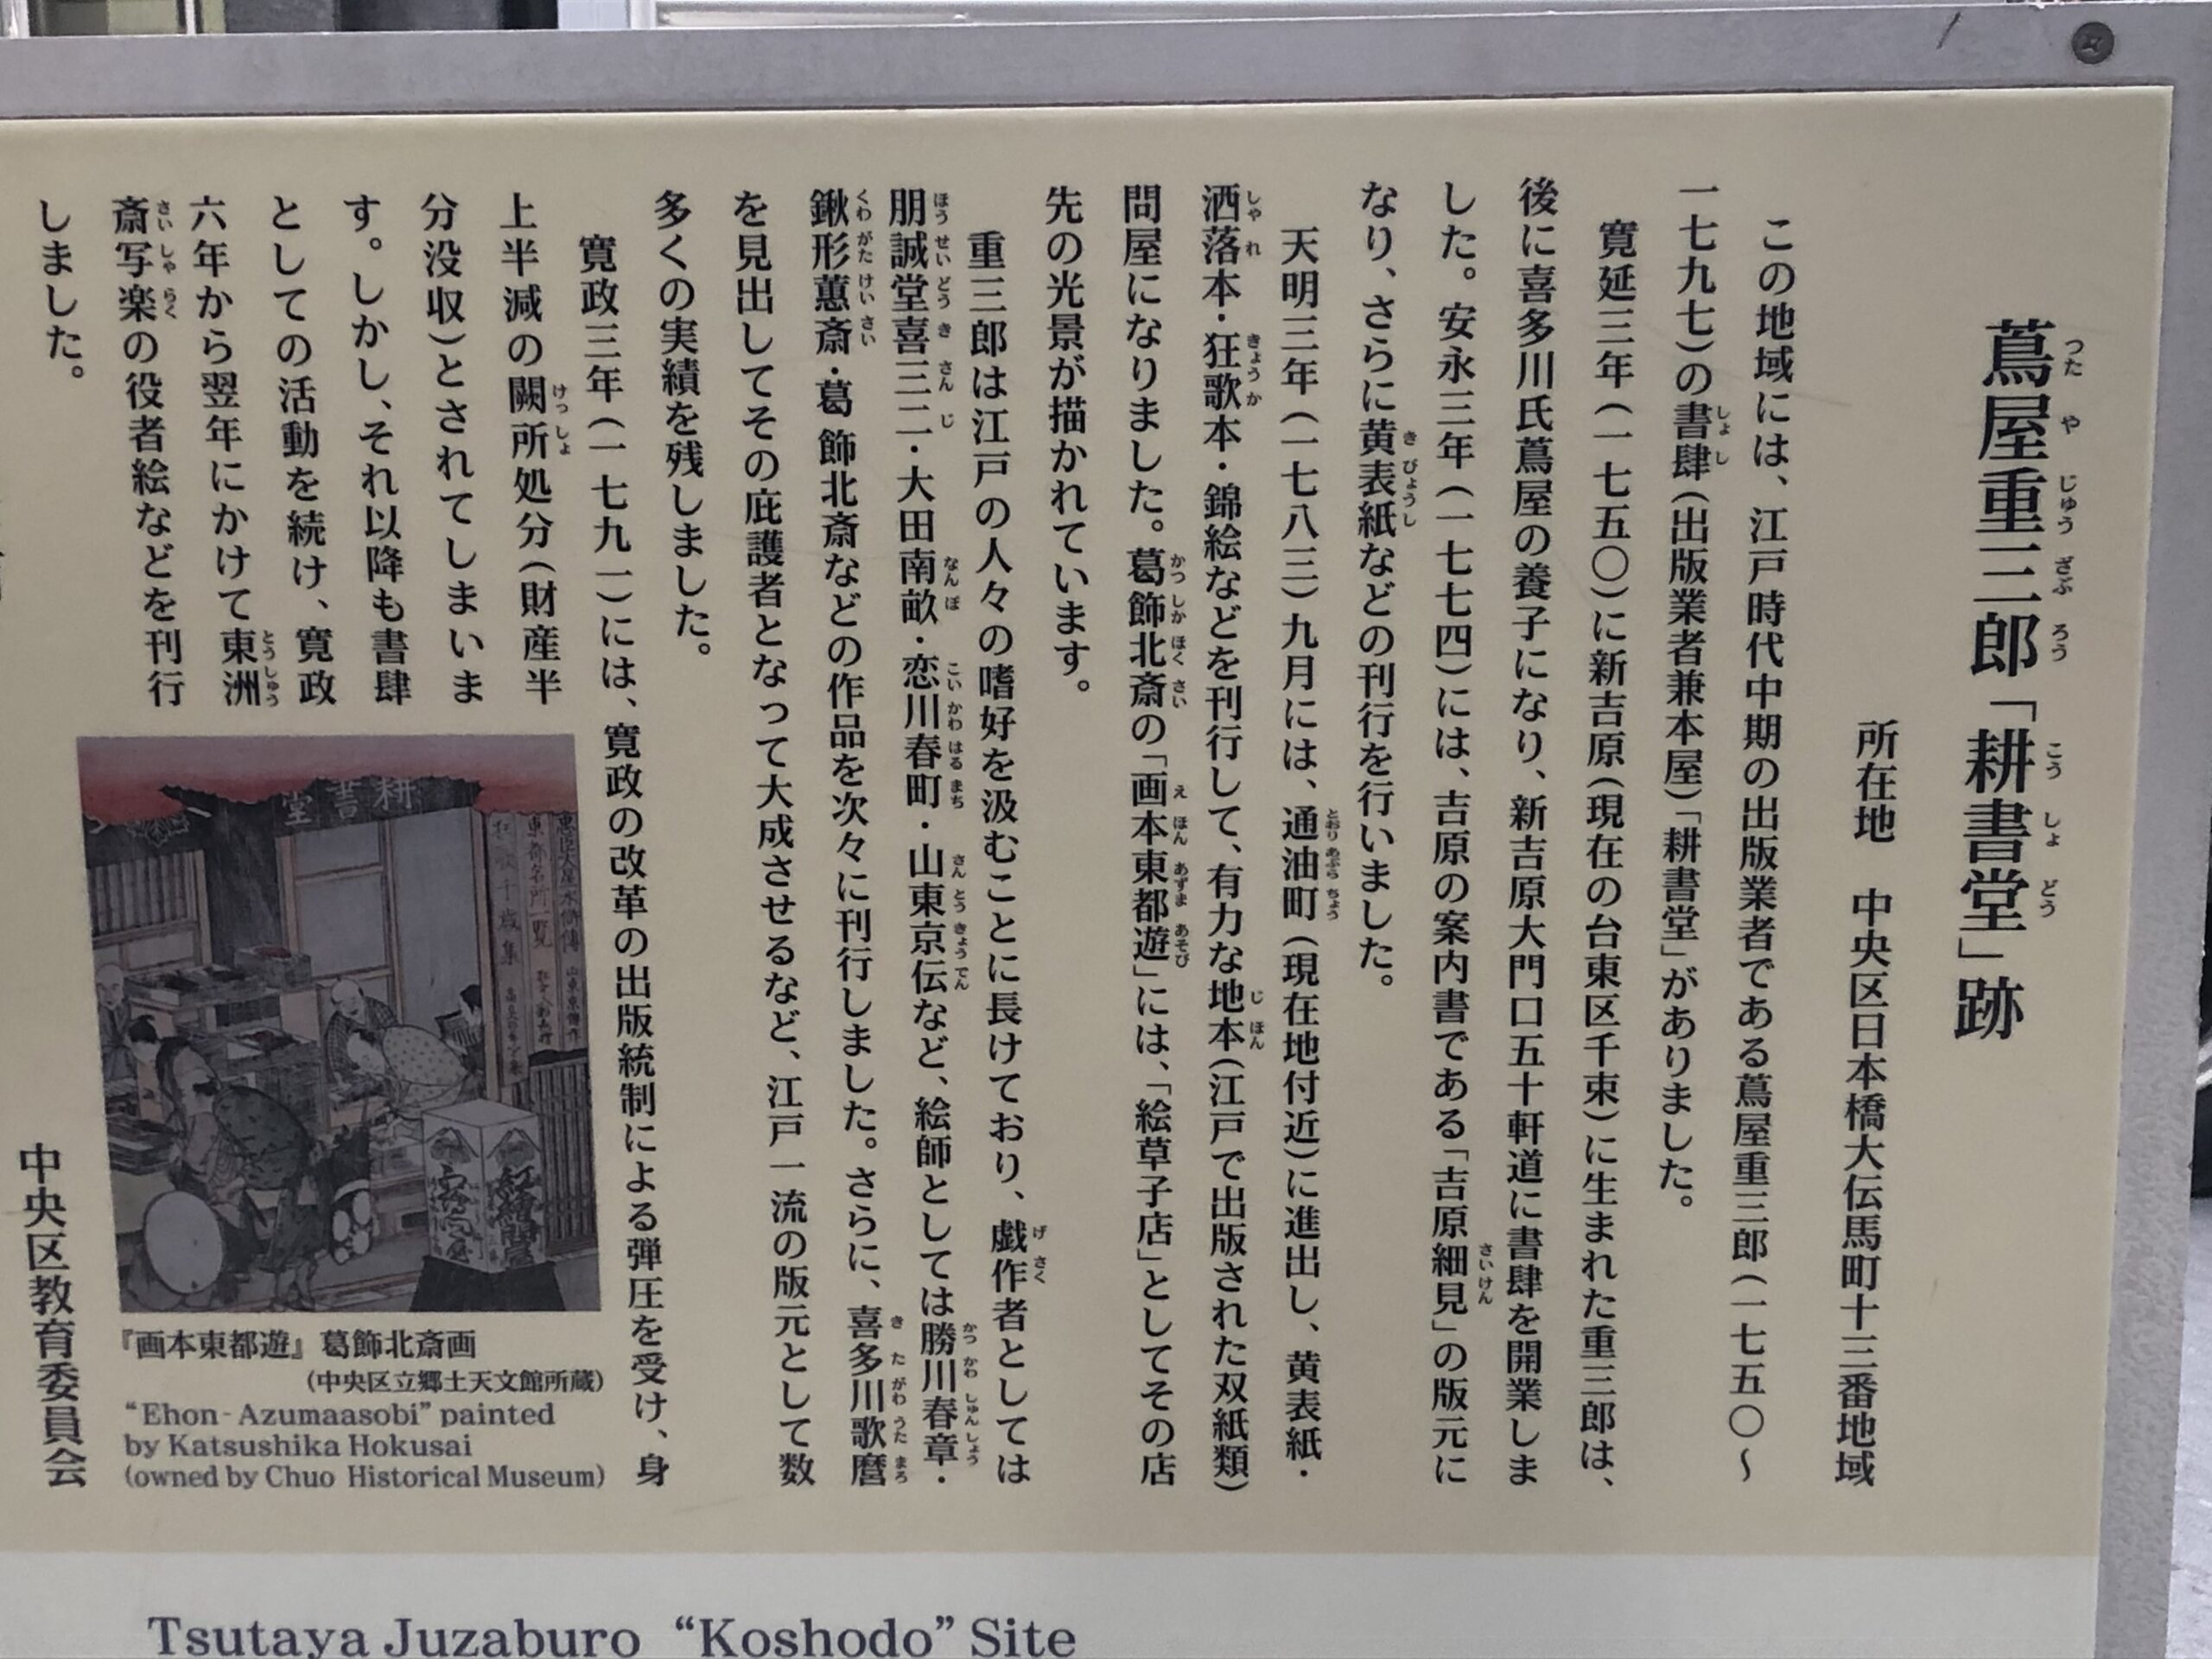 蔦屋重三郎「耕書堂」跡
所在地 中央区日本橋大伝馬町十三番地域
この地域には、江戸時代中期の出版業者である蔦屋重三郎(一七五〇〜
一七九七)の書肆(出版業者兼本屋)「耕書堂」がありました。
寛延三年(一七五〇)に新吉原(現在の台東区千束)に生まれた重三郎は、
後に喜多川氏蔦屋の養子になり、新吉原大門口五十軒道に書肆を開業しま
した。安永三年(一七七四)には、吉原の案内書である「吉原細見」の版元に
なり、さらに黄表紙などの刊行を行いました。
天明三年(一七八三)九月には、通油町(現在地付近)に進出し、黄表紙・
洒落本・狂歌本・錦絵などを刊行して、有力な地本(江戸で出版された双紙類)
問屋になりました。葛飾北斎の「画本東都遊」には、「絵草子店」としてその店
先の光景が描かれています。
重三郎は江戸の人々の嗜好を汲むことに長けており、戯作者としては
朋誠堂喜三二・大田南畝・恋川春町・山東京伝など、絵師としては勝川春章・
鍬形蕙斎・葛飾北斎などの作品を次々に刊行しました。さらに、喜多川歌麿
を見出してその庇護者となって大成させるなど、江戸一流の版元として数
多くの実績を残しました。
寛政三年(一七九一)には、寛政の改革の出版統制による弾圧を受け、身
上半減の闕所処分(財産半
分没収)とされてしまいま
す。しかし、それ以降も書肆
としての活動を続け、寛政
六年から翌年にかけて東洲
斎写楽の役者絵などを刊行
しました。
中央区教育委員会
堂書耕
東都名所一覧
『画本東都遊』葛飾北斎画
(中央区立郷土天文館所蔵)
“Ehon-Azumaasobi” painted
by Katsushika Hokusai
(owned by Chuo Historical Museum)
Tsutaya Juzaburo “Koshodo” Site